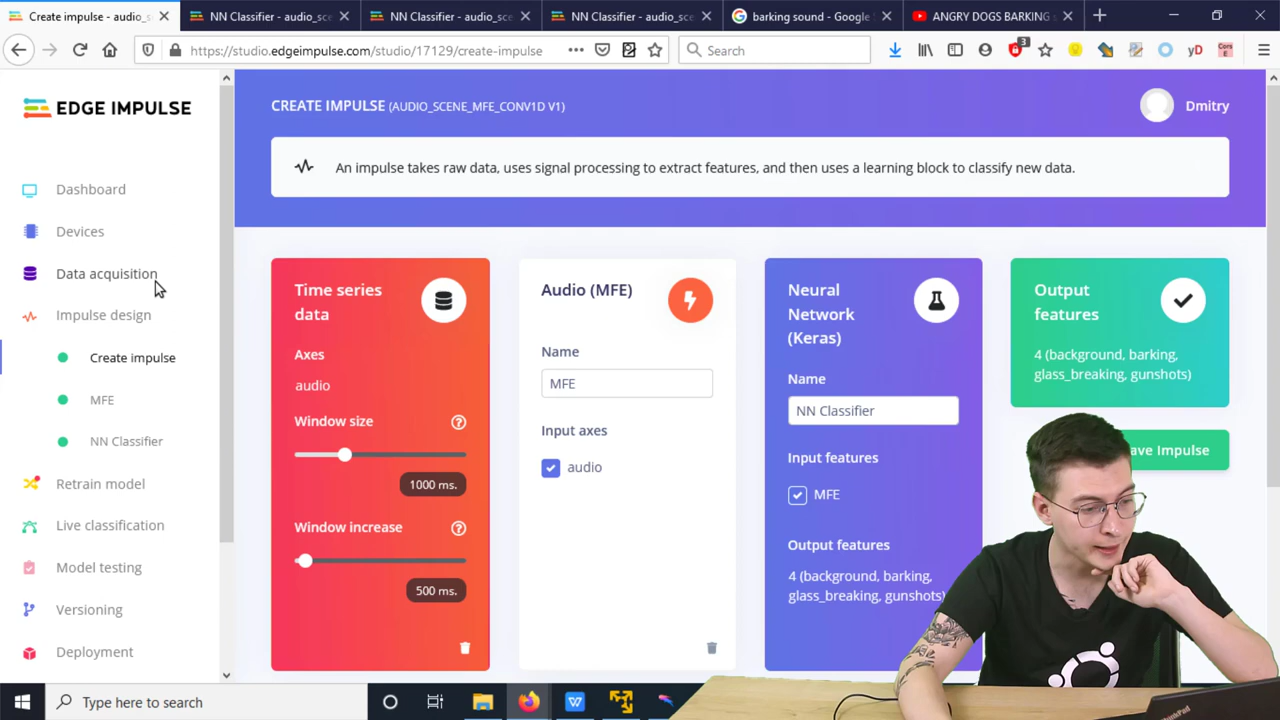 Create impulse - audio_sce
NN Classifier - audio_sce
NN Classifier - audio_sc
NN Classifier - audio_sc
barking sound - Google
ANGRY DOGS BARKING
https://studio.edgeimpulse.com/studio/17129/create-impulse
Search
3
yD
EDGE IMPULSE
Dashboard
Devices
Data acquisition
Impulse design
Create impulse
MFE
NN Classifier
Retrain model
Live classification
Model testing
Versioning
Deployment
CREATE IMPULSE (AUDIO_SCENE_MFE_CONV1D V1)
Dmitry
An impulse takes raw data, uses signal processing to extract features, and then uses a learning block to classify new data.
Time series
data
Axes
audio
Window size
1000 ms.
Window increase
500 ms.
Audio (MFE)
Name
MFE
Input axes
audio
Neural
Network
(Keras)
Name
NN Classifier
Input features
MFE
Output features
4 (background, barking,
glass_breaking, gunshots)
Output
features
4 (background, barking,
glass_breaking, gunshots)
ave Impulse
Type here to search
ThinkPad